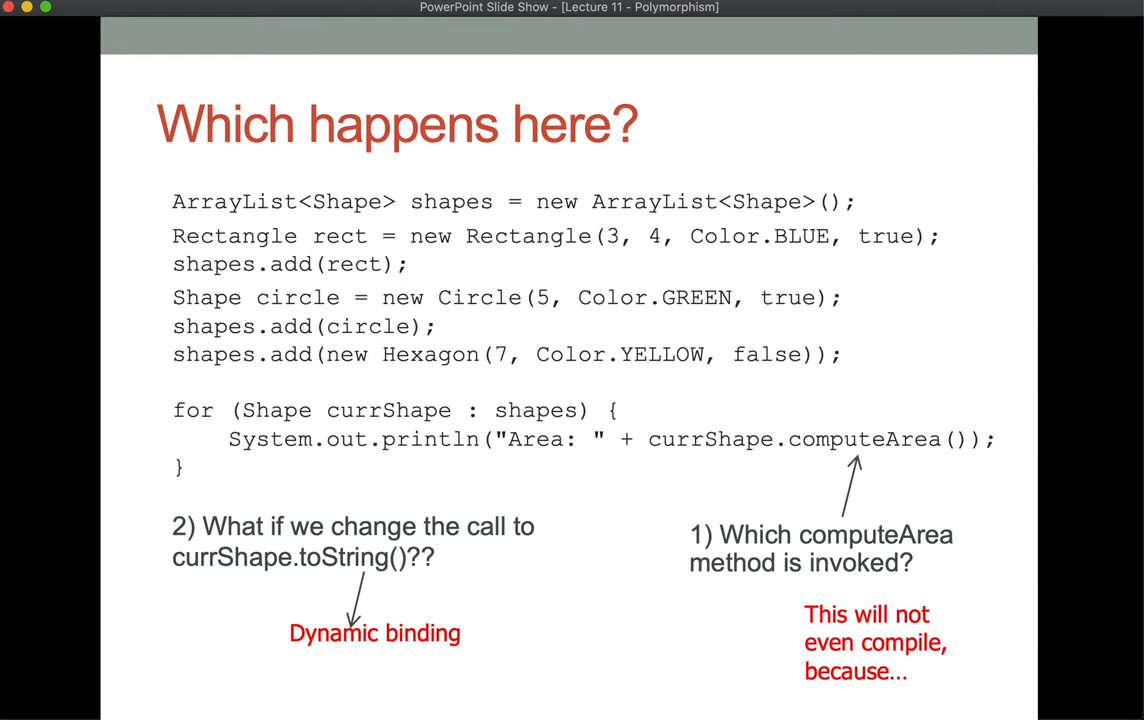 PowerPoint Slide Show - [Lecture 11 - Polymorphism]
Which happens here?
ArrayList<Shape> shapes = new ArrayList<Shape>();
Rectangle rect = new Rectangle(3, 4, Color.BLUE, true);
shapes.add(rect);
Shape circle = new Circle(5, Color.GREEN, true);
shapes.add(circle);
shapes.add(new Hexagon(7, Color.YELLOW, false));
for (Shape currShape : shapes) {
    System.out.println("Area: " + currShape.computeArea());
}
2) What if we change the call to
currShape.toString()??
Dynamic binding
1) Which computeArea
method is invoked?
This will not
even compile,
because...